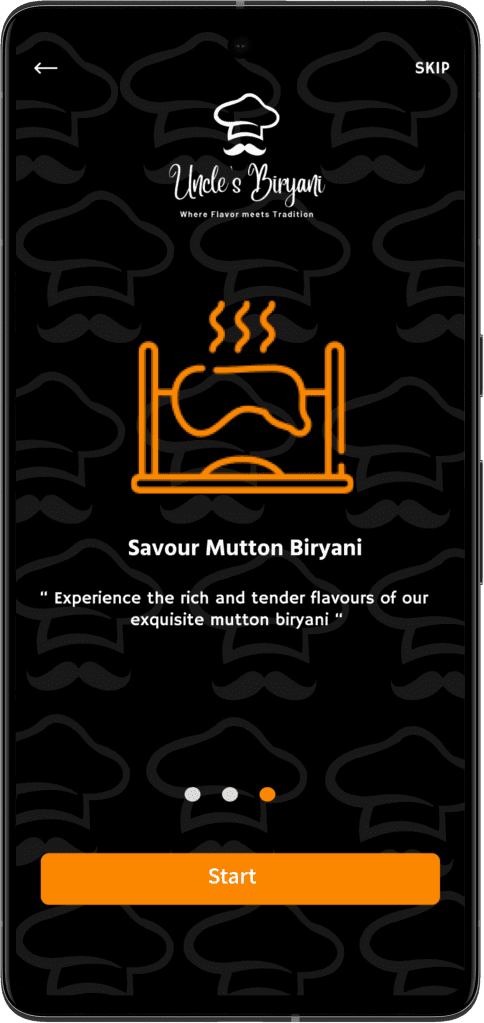 SKIP
Uncle's Biryani
Where Flavor meets Tradition
Savour Mutton Biryani
“ Experience the rich and tender flavours of our
exquisite mutton biryani “
Start